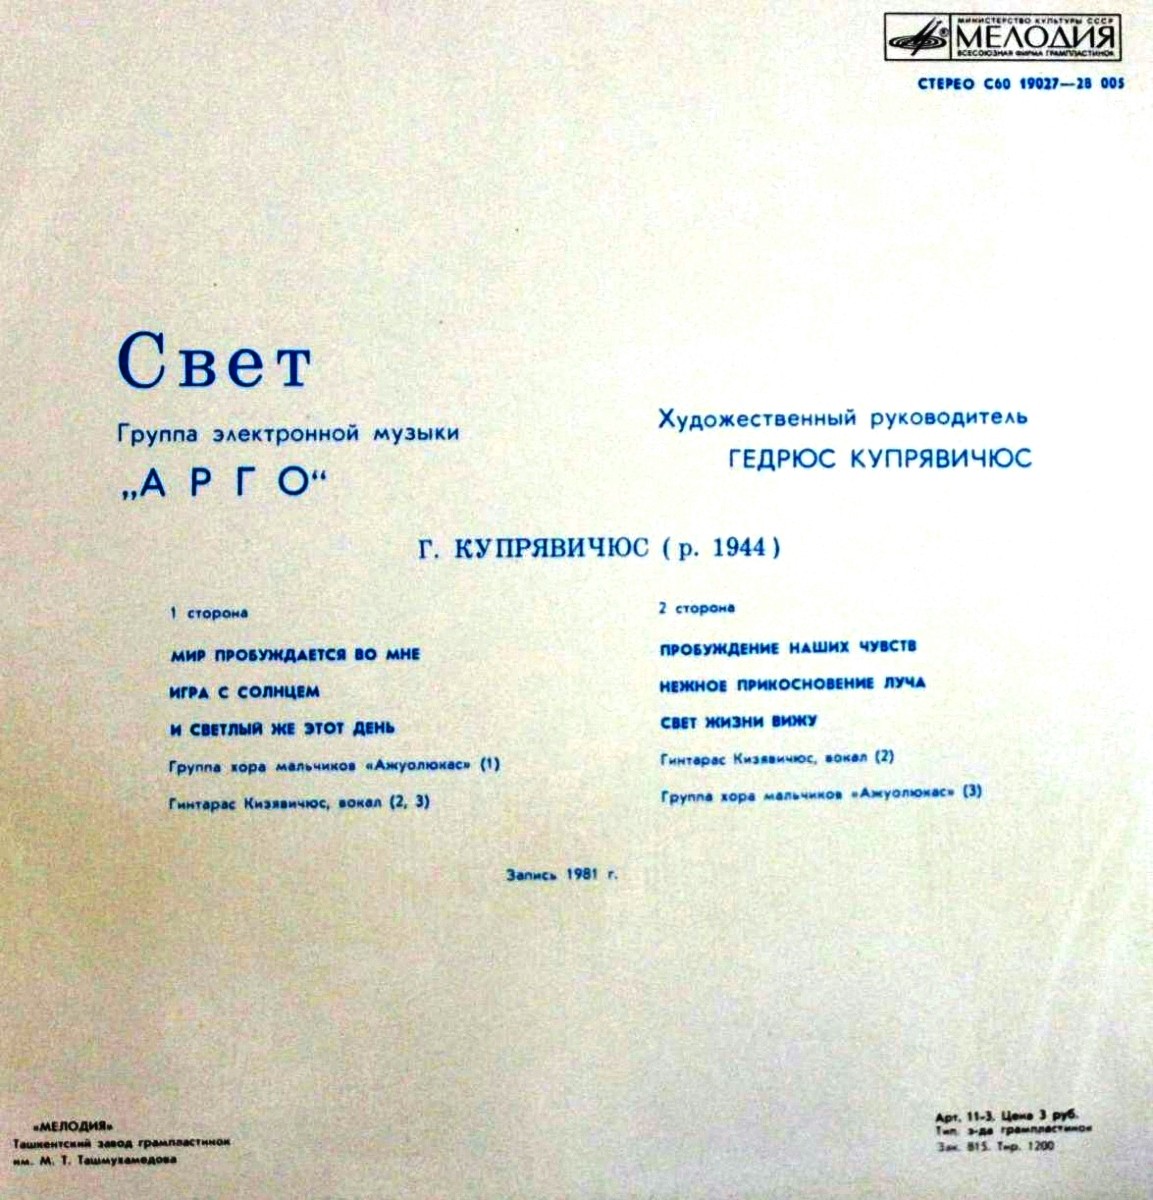 МИНИСТЕРСТВО КУЛЬТУРЫ СССР
МЕЛОДИЯ
ВСЕСОЮЗНАЯ ФИРМА ГРАМПЛАСТИНОК
СТЕРЕО С60 19027—28 005
Свет
Группа электронной музыки
„АРГО“
Художественный руководитель
ГЕДРЮС КУПРЯВИЧЮС
Г. КУПРЯВИЧЮС (р. 1944)
1 сторона
МИР ПРОБУЖДАЕТСЯ ВО МНЕ
ИГРА С СОЛНЦЕМ
И СВЕТЛЫЙ ЖЕ ЭТОТ ДЕНЬ
Группа хора мальчиков «Ажуолюкас» (1)
Гинтарас Кизявичюс, вокал (2, 3)
2 сторона
ПРОБУЖДЕНИЕ НАШИХ ЧУВСТВ
НЕЖНОЕ ПРИКОСНОВЕНИЕ ЛУЧА
СВЕТ ЖИЗНИ ВИЖУ
Гинтарас Кизявичюс, вокал (2)
Группа хора мальчиков «Ажуолюкас» (3)
Запись 1981 г.
«МЕЛОДИЯ»
Ташкентский завод грампластинок
им. М. Т. Ташмухамедова
Арт. 11-3. Цена 3 руб.
Тип. з-да грампластинок
Зак. 815. Тир. 1200